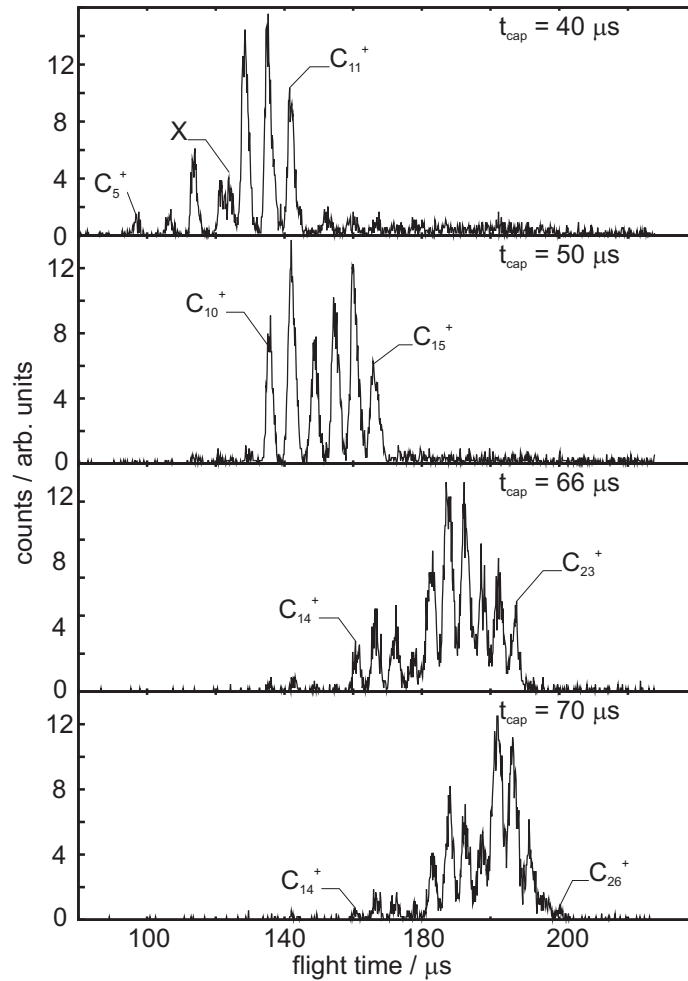 t_cap = 40 μs
12
8
4
0
C_5^+
X
C_11^+
t_cap = 50 μs
12
8
4
0
C_10^+
C_15^+
t_cap = 66 μs
12
8
4
0
C_14^+
C_23^+
t_cap = 70 μs
12
8
4
0
C_14^+
C_26^+
counts / arb. units
100 140 180 200
flight time / μs